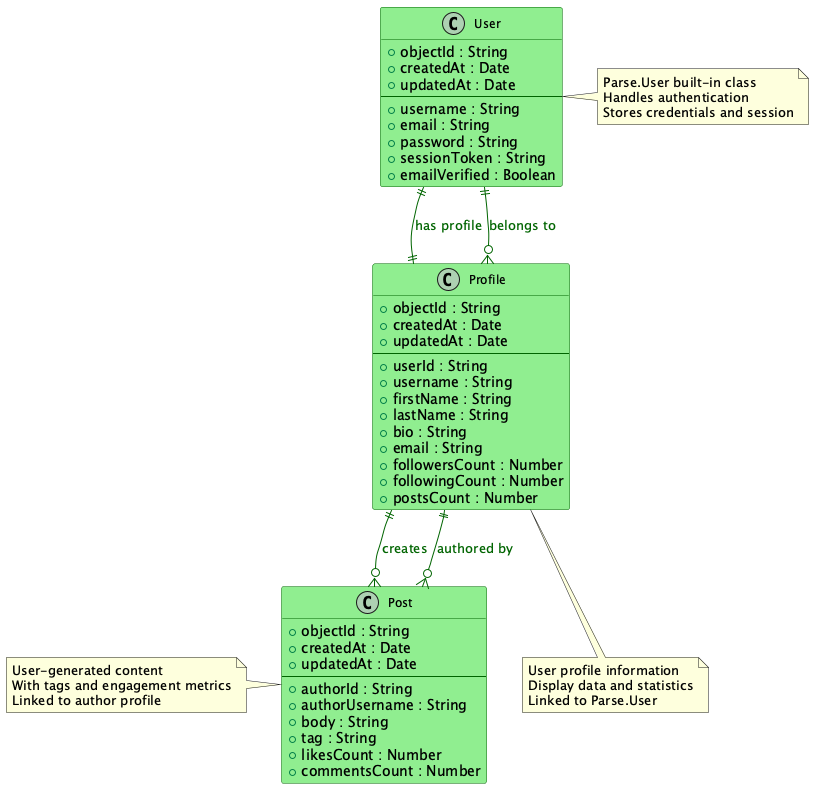 C User
objectId : String
createdAt : Date
updatedAt : Date
username : String
email : String
password : String
sessionToken : String
emailVerified : Boolean
Parse.User built-in class
Handles authentication
Stores credentials and session
has profile
belongs to
C Profile
objectId : String
createdAt : Date
updatedAt : Date
userId : String
username : String
firstName : String
lastName : String
bio : String
email : String
followersCount : Number
followingCount : Number
postsCount : Number
creates
authored by
C Post
objectId : String
createdAt : Date
updatedAt : Date
authorId : String
authorUsername : String
body : String
tag : String
likesCount : Number
commentsCount : Number
User-generated content
With tags and engagement metrics
Linked to author profile
User profile information
Display data and statistics
Linked to Parse.User